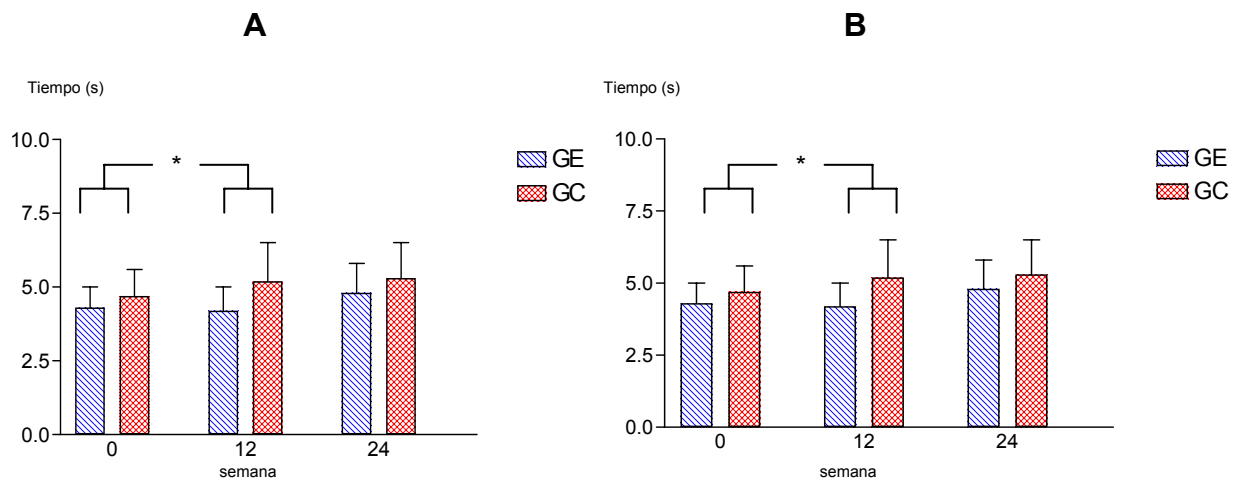 A
Tiempo (s)
10.0
7.5
5.0
2.5
0.0
*
GE
GC
0 12 24
semana
B
Tiempo (s)
10.0
7.5
5.0
2.5
0.0
*
GE
GC
0 12 24
semana